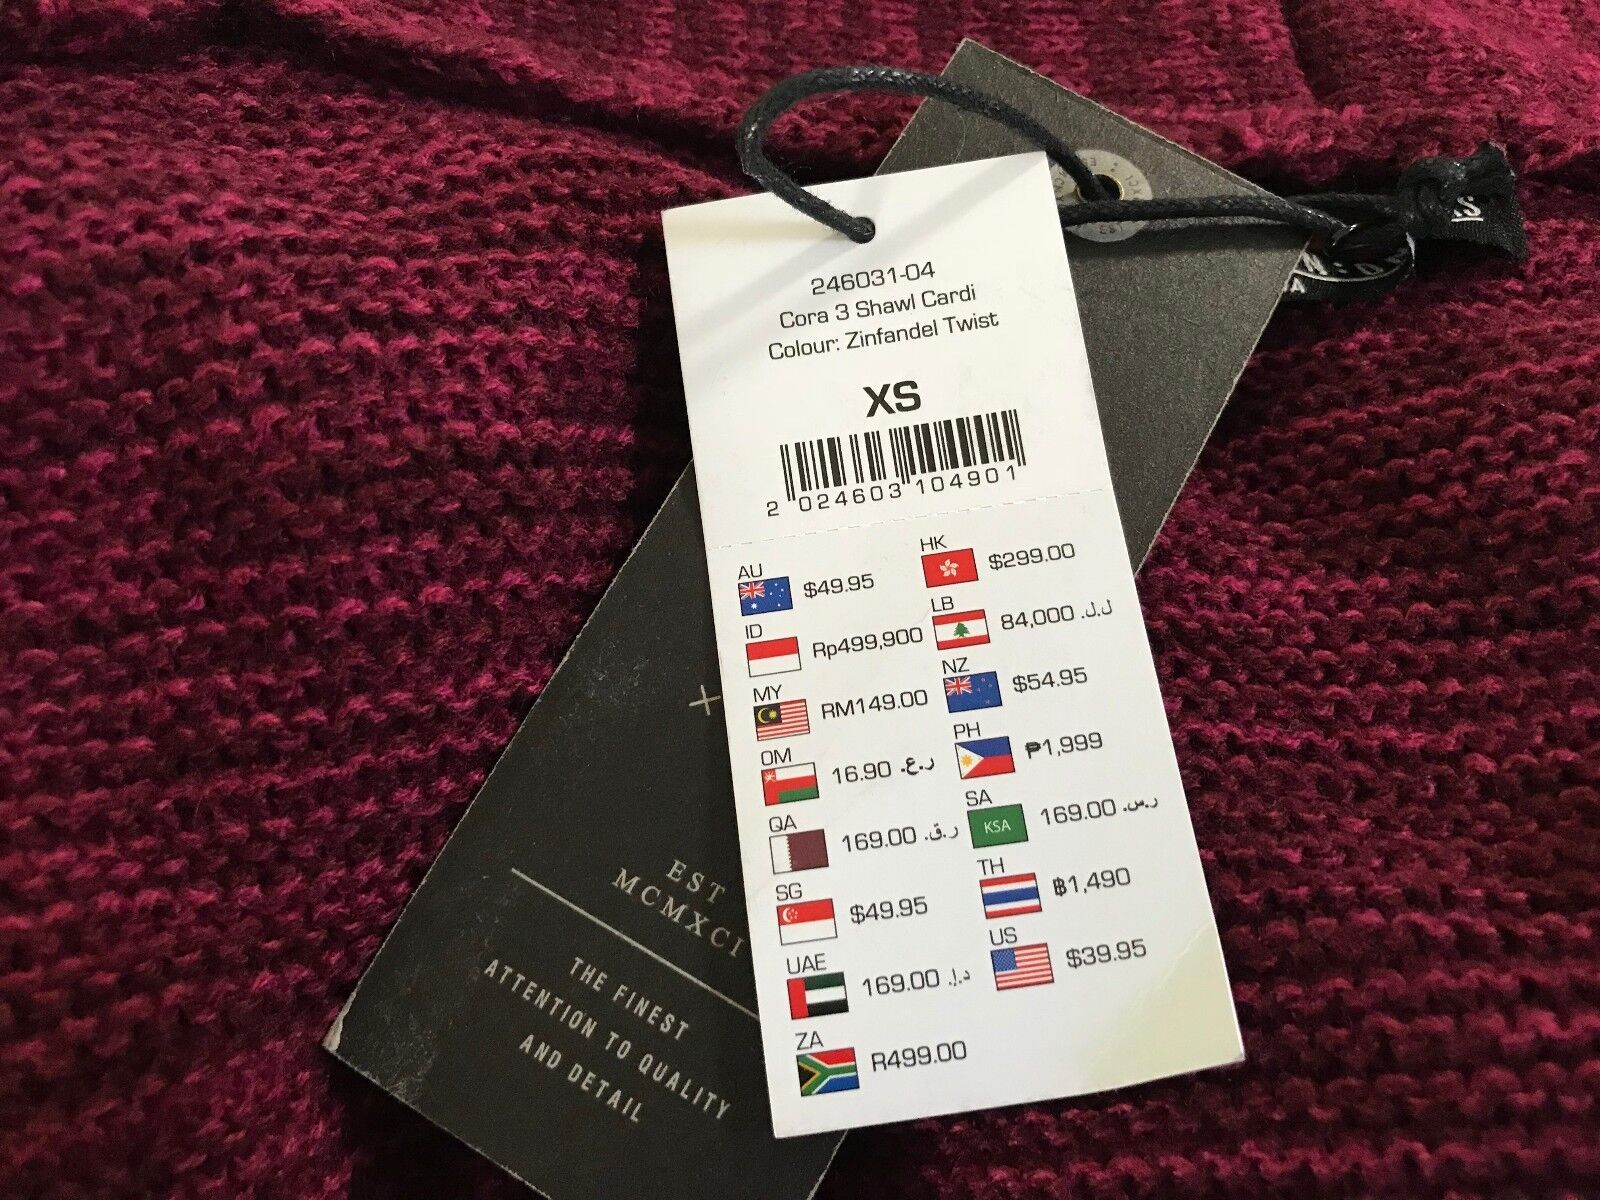 246031-04
Cora 3 Shawl Cardi
Colour: Zinfandel Twist
XS
2 024603 104901
AU $49.95
HK $299.00
ID Rp499,900
LB 84,000 ل.ل.
MY RM149.00
NZ $54.95
OM 16.90 ر.ع.
PH ₱1,999
QA 169.00 ر.ق.
SA KSA 169.00 ر.س.
SG $49.95
TH ฿1,490
UAE 169.00 د.إ.
US $39.95
ZA R499.00
EST
MCMXCI
THE FINEST
ATTENTION TO QUALITY
AND DETAIL